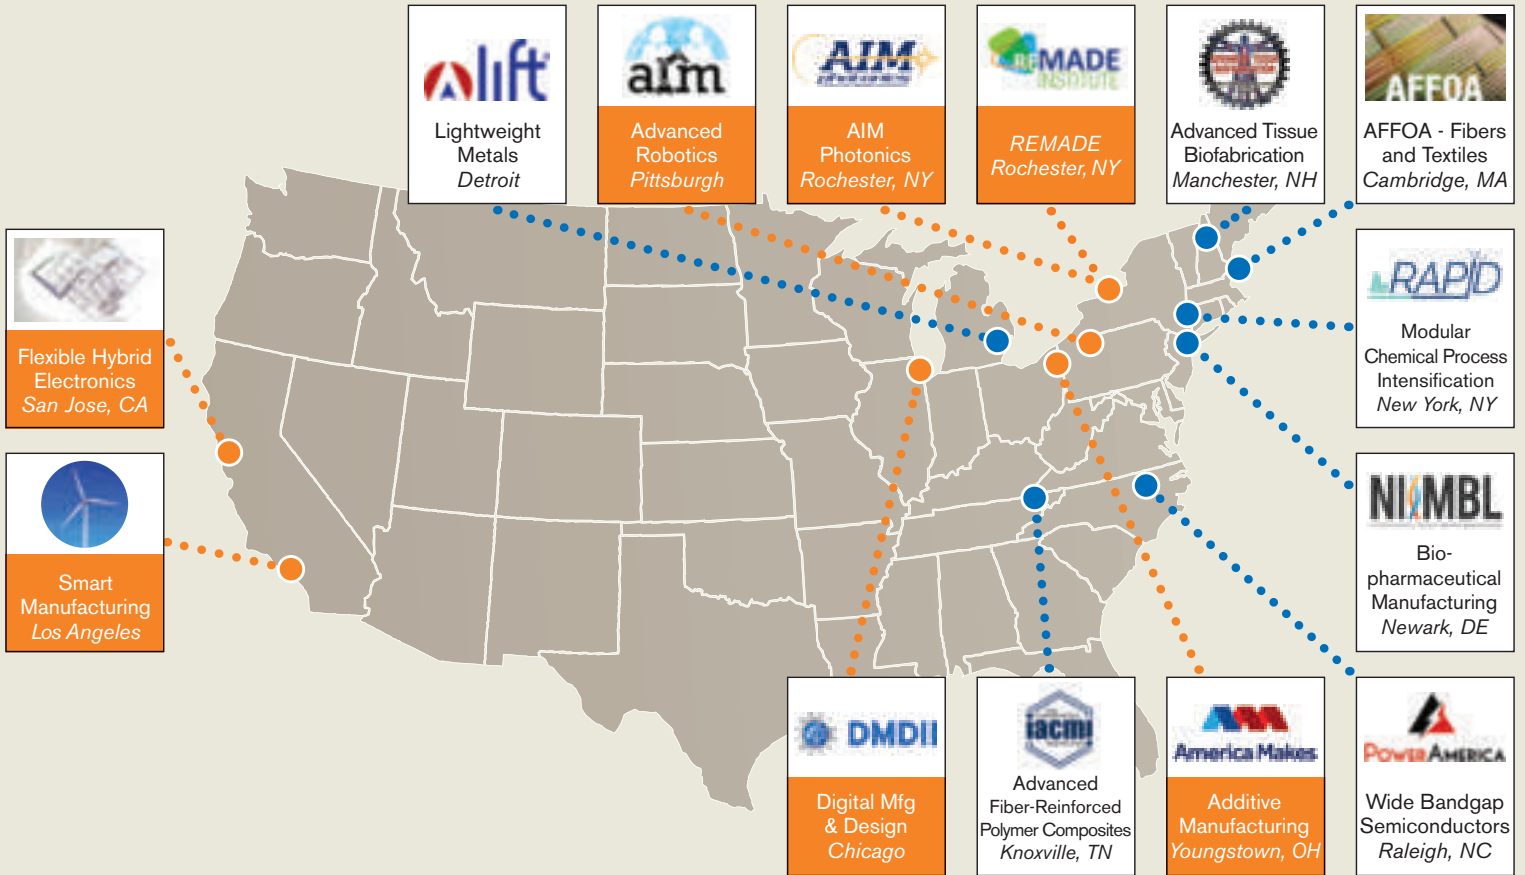 lift
Lightweight
Metals
Detroit
arm
Advanced
Robotics
Pittsburgh
AIM
photonics
AIM
Photonics
Rochester, NY
REMADE
INSTITUTE
REMADE
Rochester, NY
Advanced Tissue
Biofabrication
Manchester, NH
AFFOA
AFFOA - Fibers
and Textiles
Cambridge, MA
Flexible Hybrid
Electronics
San Jose, CA
RAPID
Modular
Chemical Process
Intensification
New York, NY
Smart
Manufacturing
Los Angeles
NIIMBL
Bio-
pharmaceutical
Manufacturing
Newark, DE
DMDII
Digital Mfg
& Design
Chicago
iacmi
Advanced
Fiber-Reinforced
Polymer Composites
Knoxville, TN
America Makes
Additive
Manufacturing
Youngstown, OH
POWERAMERICA
Wide Bandgap
Semiconductors
Raleigh, NC